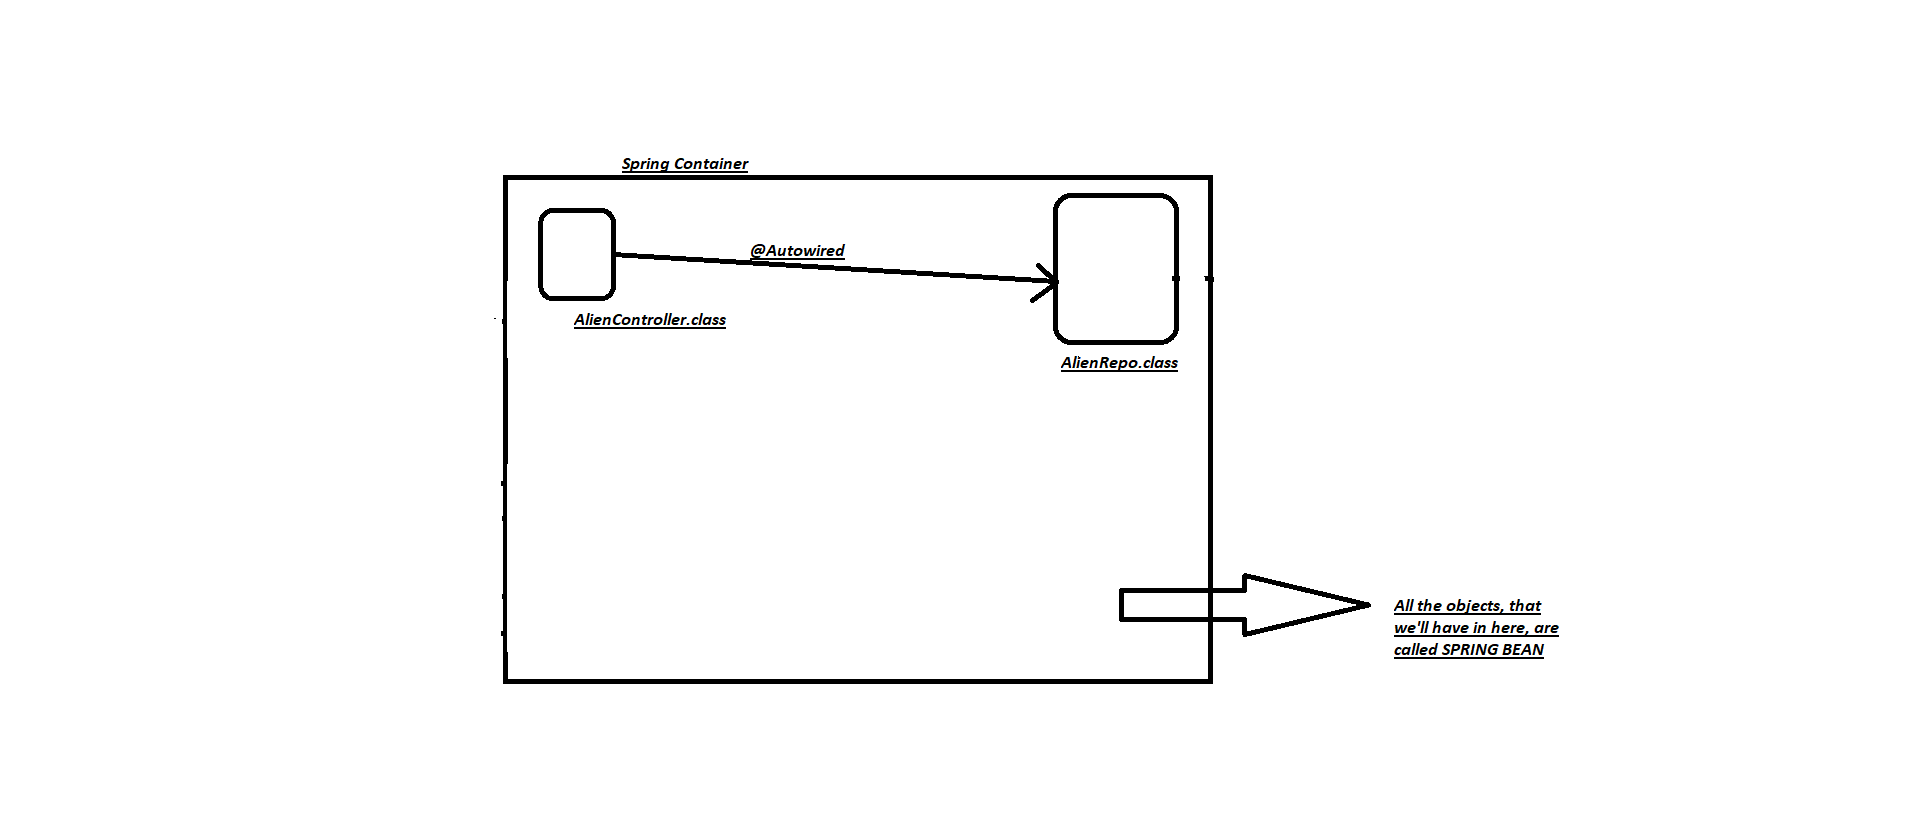 Spring Container
@Autowired
AlienController.class
AlienRepo.class
All the objects, that
we'll have in here, are
called SPRING BEAN